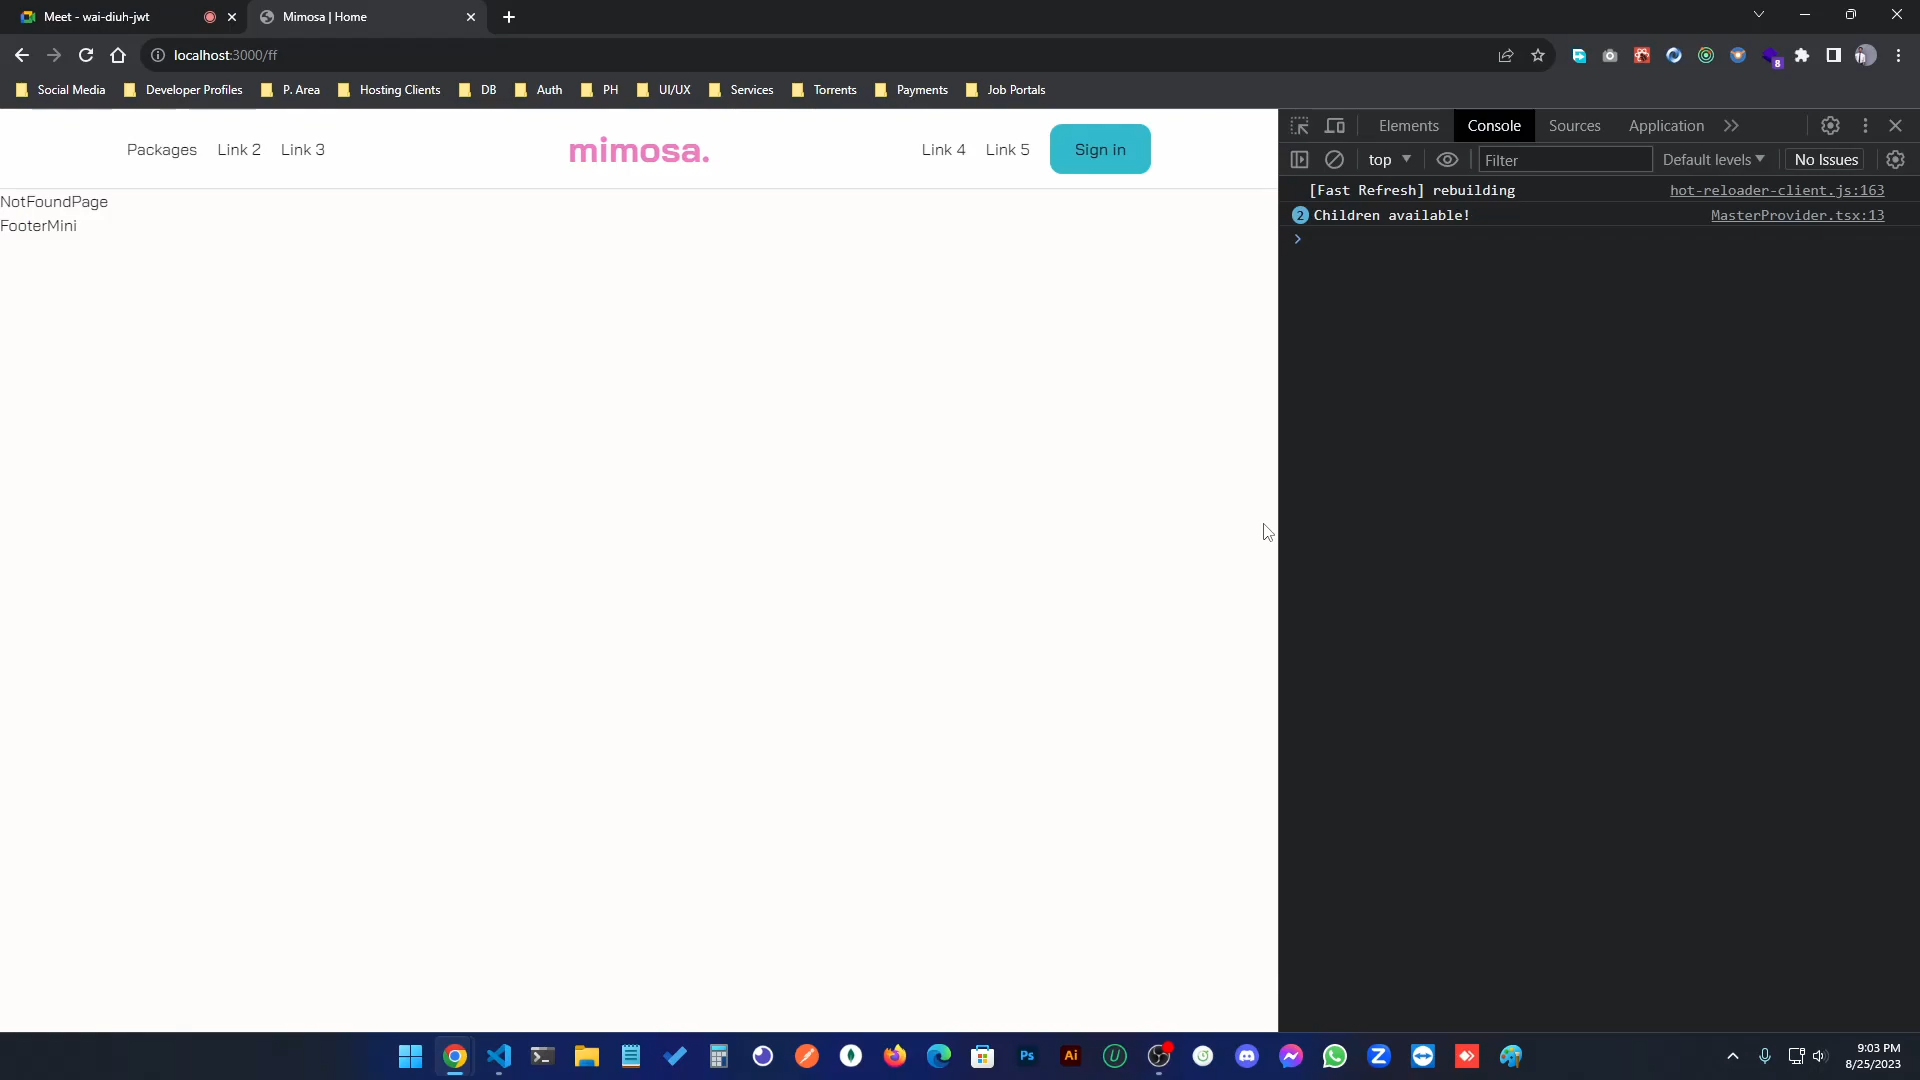 Meet - wai-diuh-jwt
Mimosa | Home
localhost:3000/ff
8
Social Media
Developer Profiles
P. Area
Hosting Clients
DB
Auth
PH
UI/UX
Services
Torrents
Payments
Job Portals
Packages
Link 2
Link 3
mimosa.
Link 4
Link 5
Sign in
NotFoundPage
FooterMini
Elements
Console
Sources
Application
top
Filter
Default levels
No Issues
[Fast Refresh] rebuilding
hot-reloader-client.js:163
2
Children available!
MasterProvider.tsx:13
Ps
Ai
9:03 PM
8/25/2023